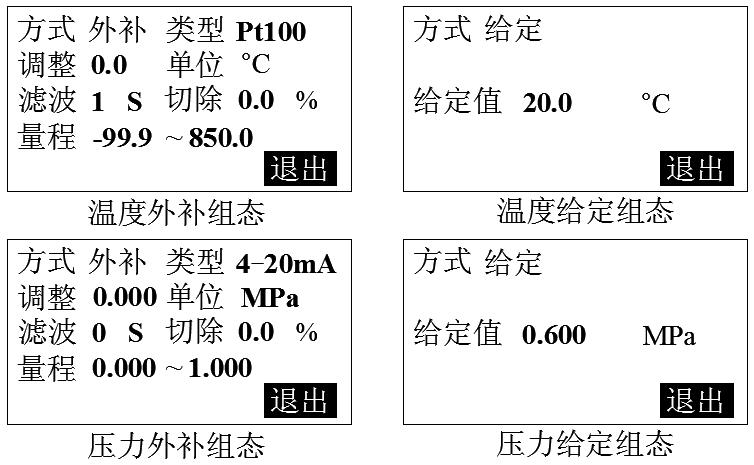 方式 外补 类型 Pt100
调整 0.0 单位 °C
滤波 1 S 切除 0.0 %
量程 -99.9 ~ 850.0
退出
温度外补组态
方式 给定
给定值 20.0 °C
退出
温度给定组态
方式 外补 类型 4-20mA
调整 0.000 单位 MPa
滤波 0 S 切除 0.0 %
量程 0.000 ~ 1.000
退出
压力外补组态
方式 给定
给定值 0.600 MPa
退出
压力给定组态